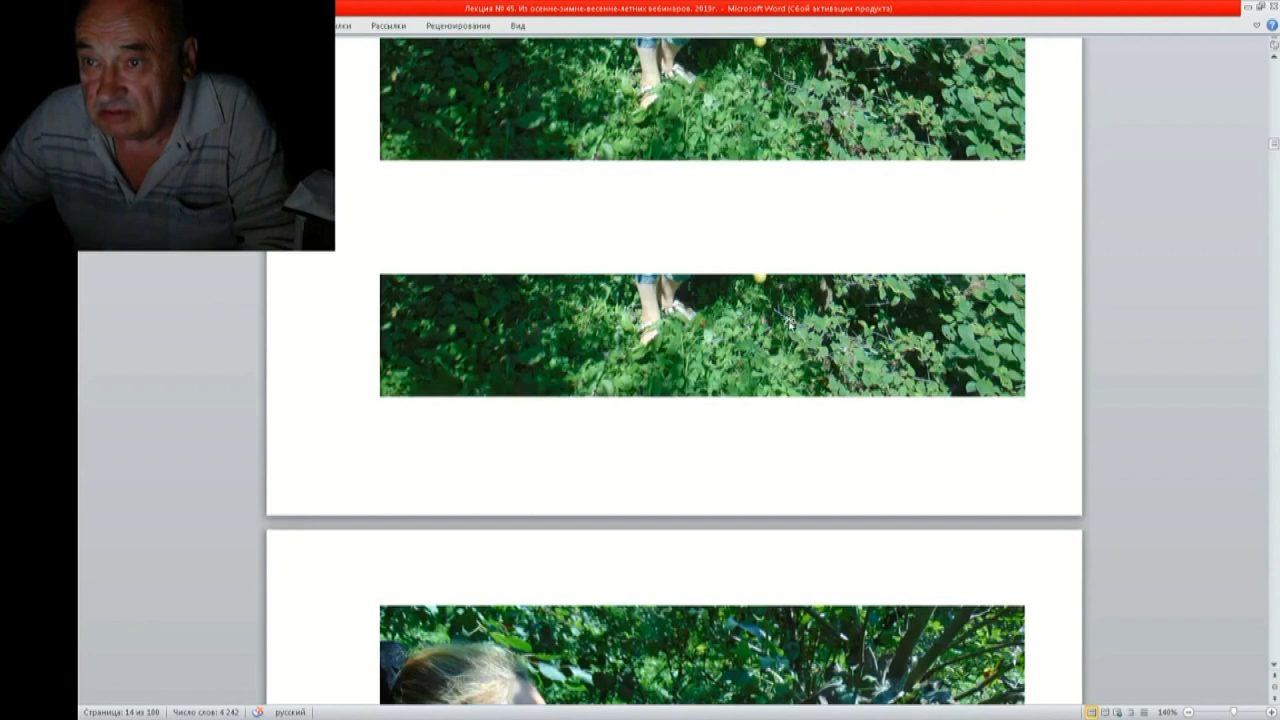 Лекция № 45. Из осенне-зимне-весенне-летних вебинаров. 2019г. - Microsoft Word (Сбой активации продукта)
Рассылки Рецензирование Вид
Страница: 14 из 100 Число слов: 4 242 русский 140%